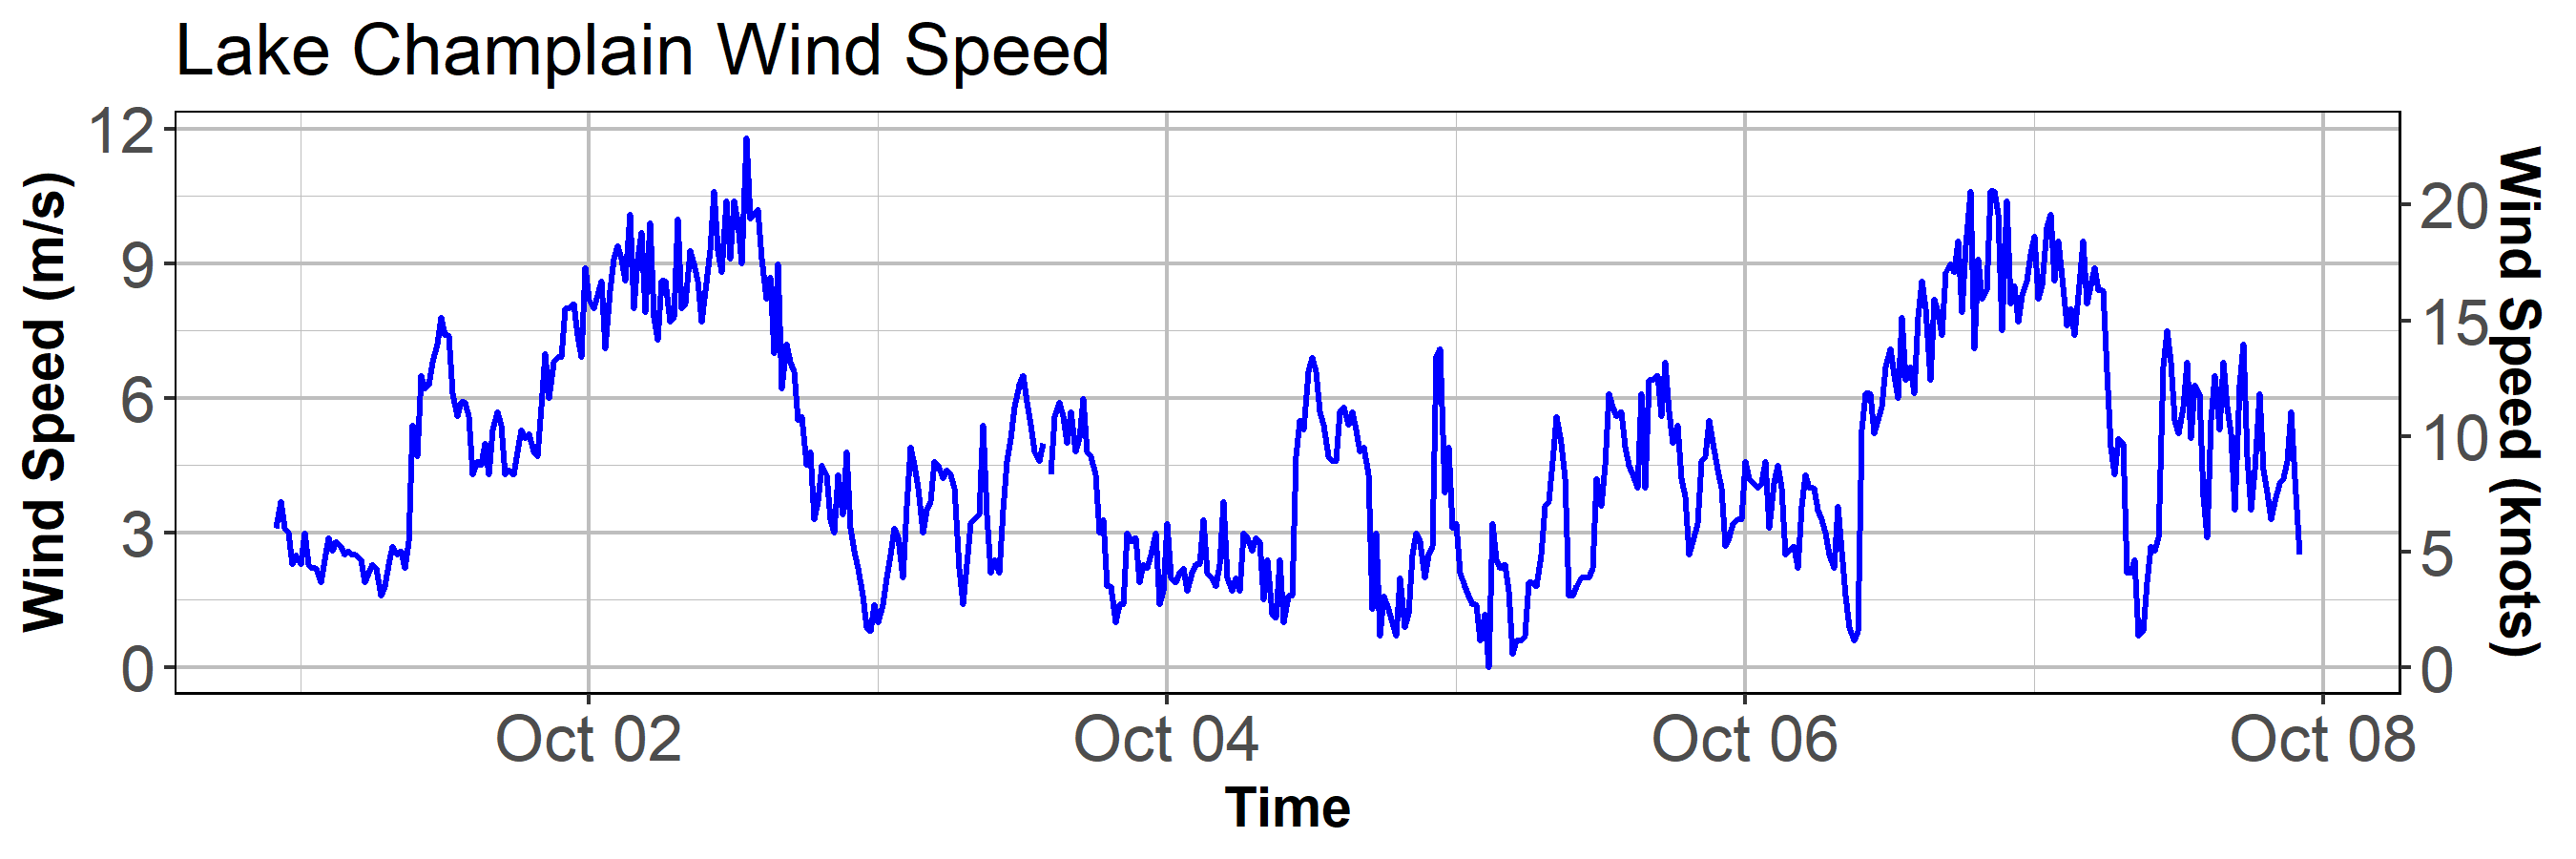 Lake Champlain Wind Speed
Wind Speed (m/s)
12
9
6
3
0
20
15
10
5
0
Wind Speed (knots)
Oct 02
Oct 04
Oct 06
Oct 08
Time